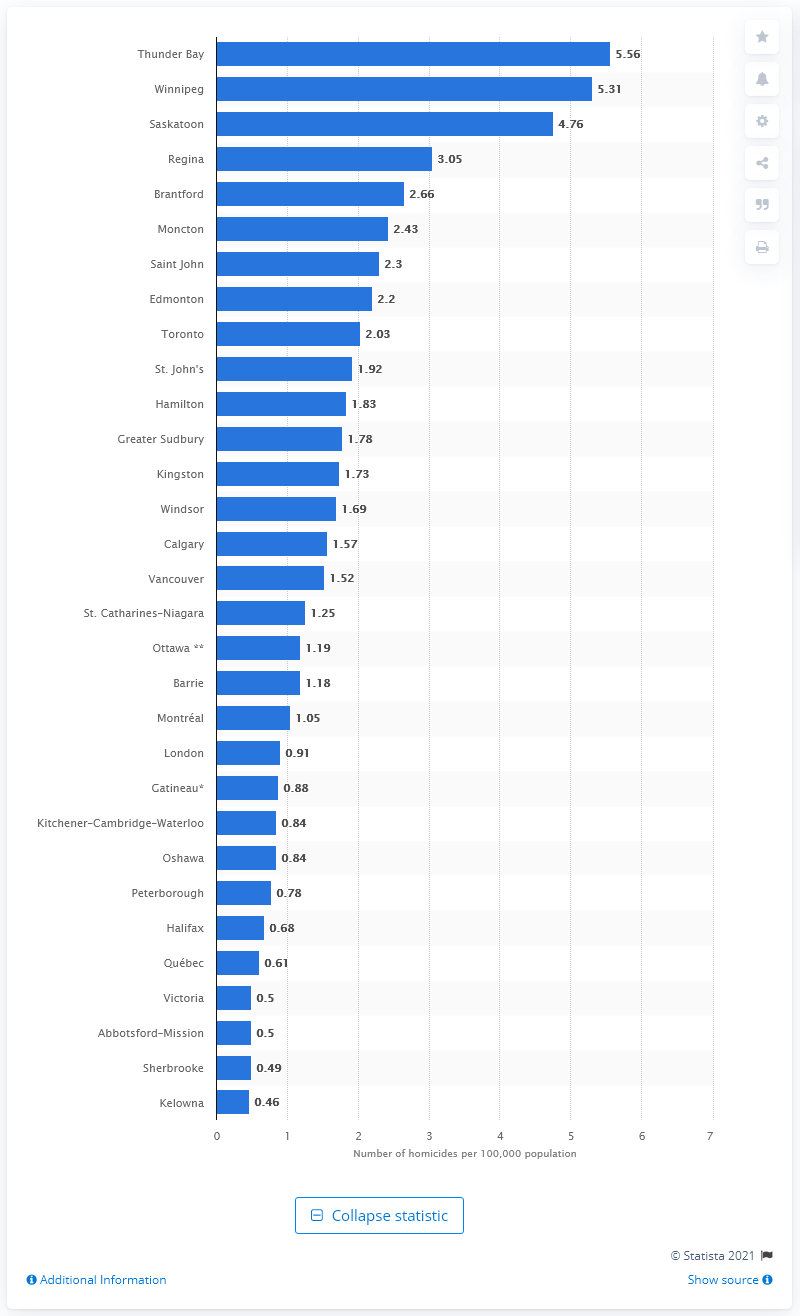 Thunder Bay 5.56
Winnipeg 5.31
Saskatoon 4.76
Regina 3.05
Brantford 2.66
Moncton 2.43
Saint John 2.3
Edmonton 2.2
Toronto 2.03
St. John's 1.92
Hamilton 1.83
Greater Sudbury 1.78
Kingston 1.73
Windsor 1.69
Calgary 1.57
Vancouver 1.52
St. Catharines-Niagara 1.25
Ottawa ** 1.19
Barrie 1.18
Montréal 1.05
London 0.91
Gatineau* 0.88
Kitchener-Cambridge-Waterloo 0.84
Oshawa 0.84
Peterborough 0.78
Halifax 0.68
Québec 0.61
Victoria 0.5
Abbotsford-Mission 0.5
Sherbrooke 0.49
Kelowna 0.46
0 1 2 3 4 5 6 7
Number of homicides per 100,000 population
Collapse statistic
© Statista 2021
Additional Information
Show source